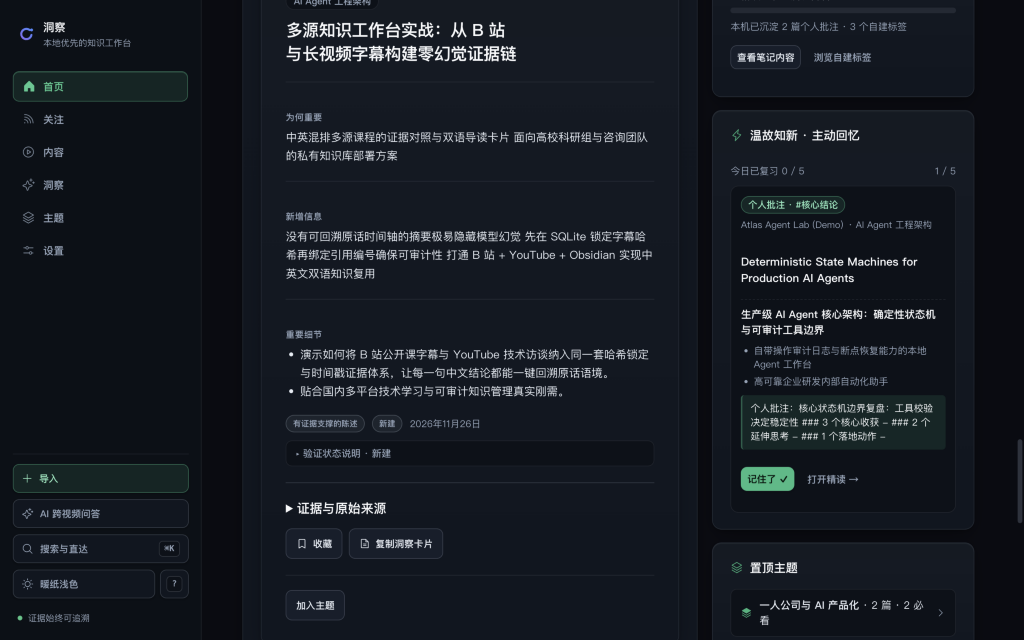 洞察
本地优先的知识工作台
首页
关注
内容
洞察
主题
设置
导入
AI 跨视频问答
搜索与直达
⌘K
暖纸浅色
?
证据始终可追溯
AI Agent 工程架构
多源知识工作台实战：从 B 站
与长视频字幕构建零幻觉证据链
为何重要
中英混排多源课程的证据对照与双语导读卡片 面向高校科研组与咨询团队
的私有知识库部署方案
新增信息
没有可回溯原话时间轴的摘要极易隐藏模型幻觉 先在 SQLite 锁定字幕哈
希再绑定引用编号确保可审计性 打通 B 站 + YouTube + Obsidian 实现中
英文双语知识复用
重要细节
演示如何将 B 站公开课字幕与 YouTube 技术访谈纳入同一套哈希锁定
与时间戳证据体系，让每一句中文结论都能一键回溯原话语境。
贴合国内多平台技术学习与可审计知识管理真实刚需。
有证据支撑的陈述
新建
2026年11月26日
验证状态说明 · 新建
证据与原始来源
收藏
复制洞察卡片
加入主题
本机已沉淀 2 篇个人批注 · 3 个自建标签
查看笔记内容
浏览自建标签
温故知新 · 主动回忆
今日已复习 0 / 5
1 / 5
个人批注 · #核心结论
Atlas Agent Lab (Demo) · AI Agent 工程架构
Deterministic State Machines for
Production AI Agents
生产级 AI Agent 核心架构：确定性状态机
与可审计工具边界
自带操作审计日志与断点恢复能力的本地
Agent 工作台
高可靠企业研发内部自动化助手
个人批注：核心状态机边界复盘：工具校验
决定稳定性 ### 3 个核心收获 – ### 2 个
延伸思考 – ### 1 个落地动作 –
记住了 ✓
打开精读 →
置顶主题
一人公司与 AI 产品化 · 2 篇 · 2 必
看